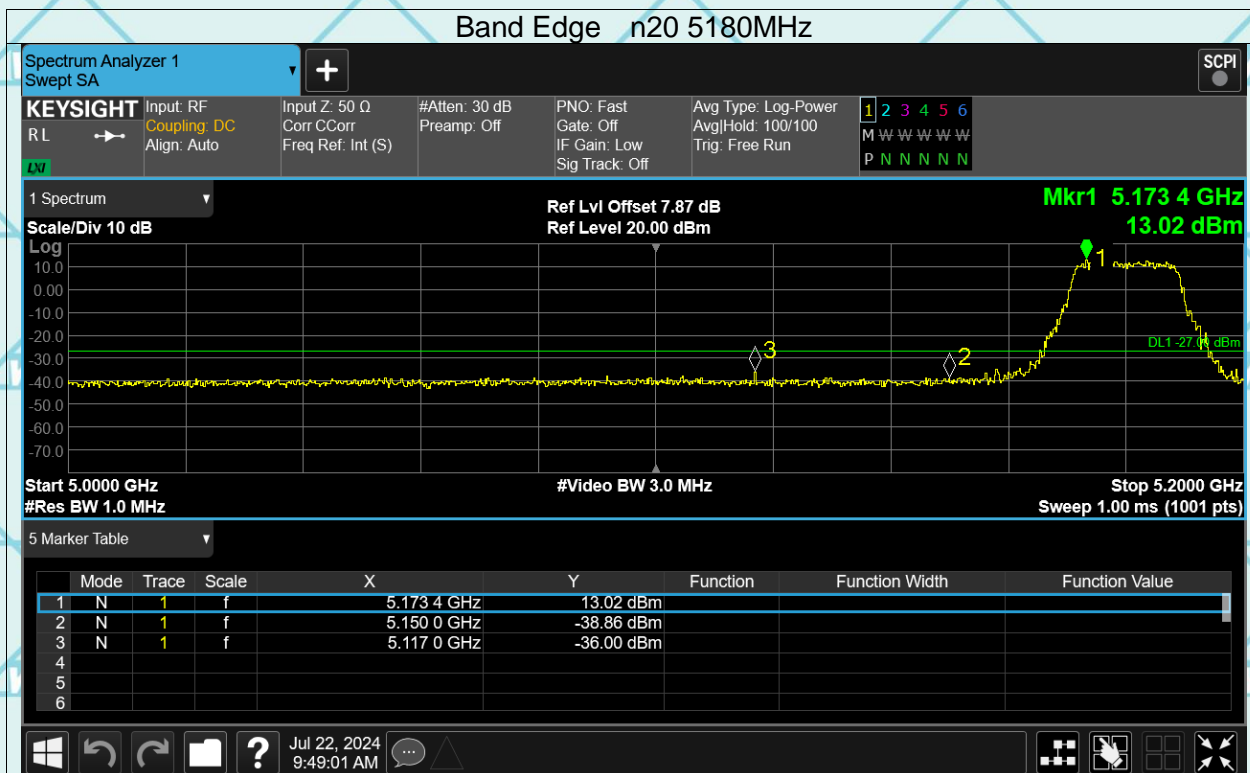 Band Edge n20 5180MHz
Spectrum Analyzer 1
Swept SA
SCPI
KEYSIGHT Input: RF Input Z: 50 Ω #Atten: 30 dB PNO: Fast Avg Type: Log-Power 1 2 3 4 5 6
RL Coupling: DC Corr CCorr Preamp: Off Gate: Off Avg|Hold: 100/100 M W W W W W W
Align: Auto Freq Ref: Int (S) IF Gain: Low Trig: Free Run
LXI Sig Track: Off P N N N N N
1 Spectrum
Mkr1 5.173 4 GHz
Ref Lvl Offset 7.87 dB
Scale/Div 10 dB Ref Level 20.00 dBm 13.02 dBm
Log
10.0
0.00
-10.0
-20.0
-30.0
-40.0
-50.0
-60.0
-70.0
1
DL1 -27.00 dBm
3
2
Start 5.0000 GHz #Video BW 3.0 MHz Stop 5.2000 GHz
#Res BW 1.0 MHz Sweep 1.00 ms (1001 pts)
5 Marker Table
Mode Trace Scale X Y Function Function Width Function Value
1 N 1 f 5.173 4 GHz 13.02 dBm
2 N 1 f 5.150 0 GHz -38.86 dBm
3 N 1 f 5.117 0 GHz -36.00 dBm
4
5
6
? Jul 22, 2024
9:49:01 AM